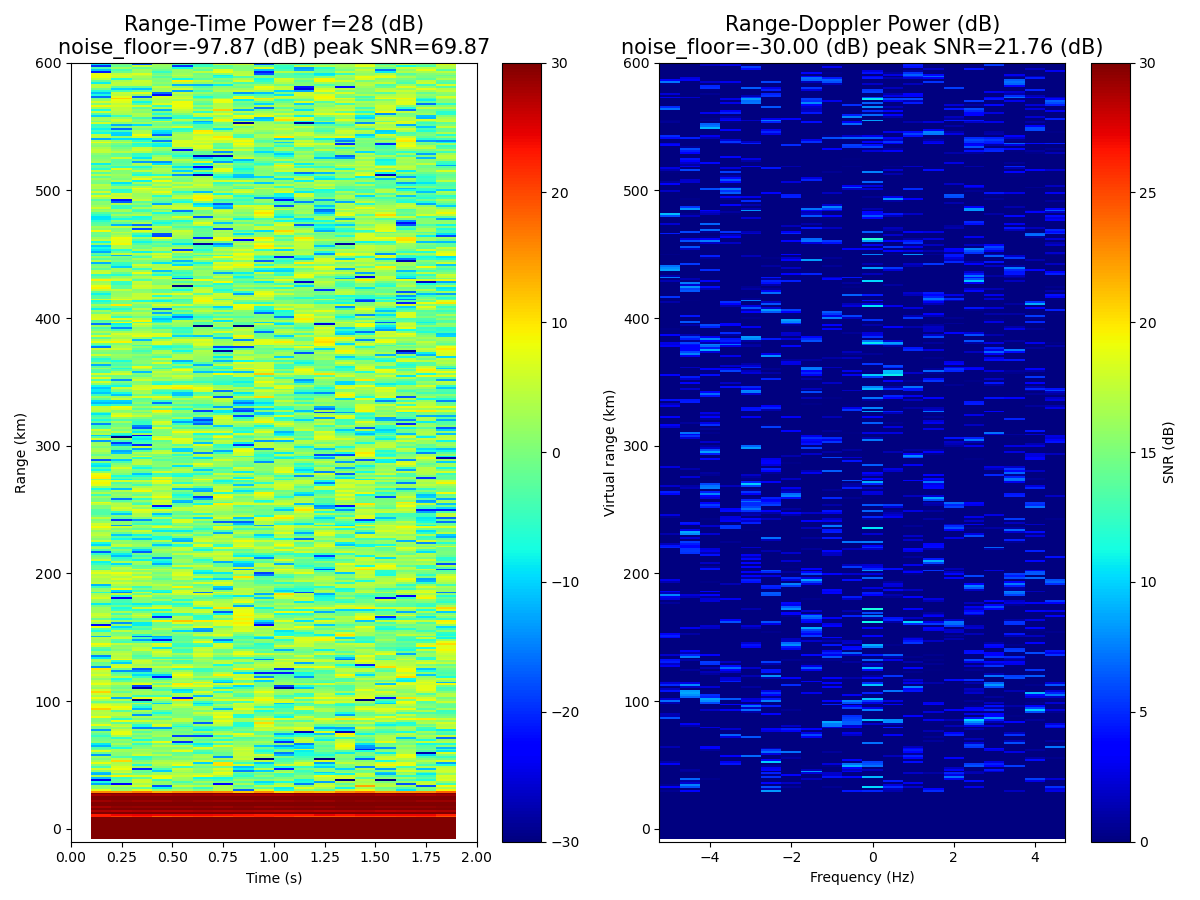 Range-Time Power f=28 (dB)
noise_floor=-97.87 (dB) peak SNR=69.87
Range (km)
600
500
400
300
200
100
0
0.00 0.25 0.50 0.75 1.00 1.25 1.50 1.75 2.00
Time (s)
30
20
10
0
−10
−20
−30
Range-Doppler Power (dB)
noise_floor=-30.00 (dB) peak SNR=21.76 (dB)
Virtual range (km)
600
500
400
300
200
100
0
−4 −2 0 2 4
Frequency (Hz)
30
25
20
15
10
5
0
SNR (dB)